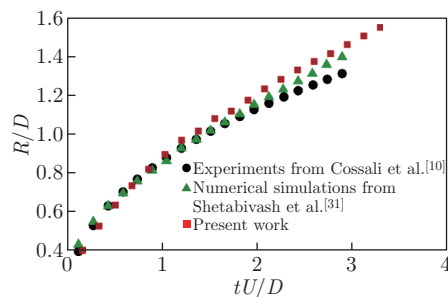 1.6
1.4
1.2
1.0
0.8
0.6
0.4
R/D
Experiments from Cossali et al.[10]
Numerical simulations from
Shetabivash et al.[31]
Present work
0 1 2 3 4
tU/D